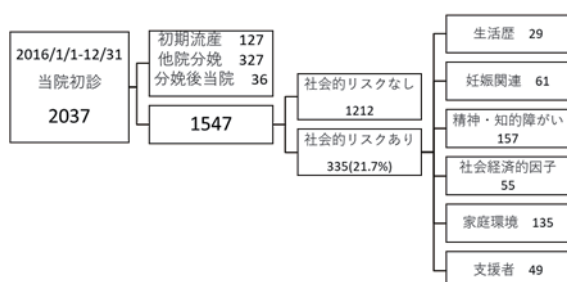 2016/1/1-12/31
当院初診
2037
初期流産 127
他院分娩 327
分娩後当院 36
1547
社会的リスクなし
1212
社会的リスクあり
335(21.7%)
生活歴 29
妊娠関連 61
精神・知的障がい
157
社会経済的因子
55
家庭環境 135
支援者 49